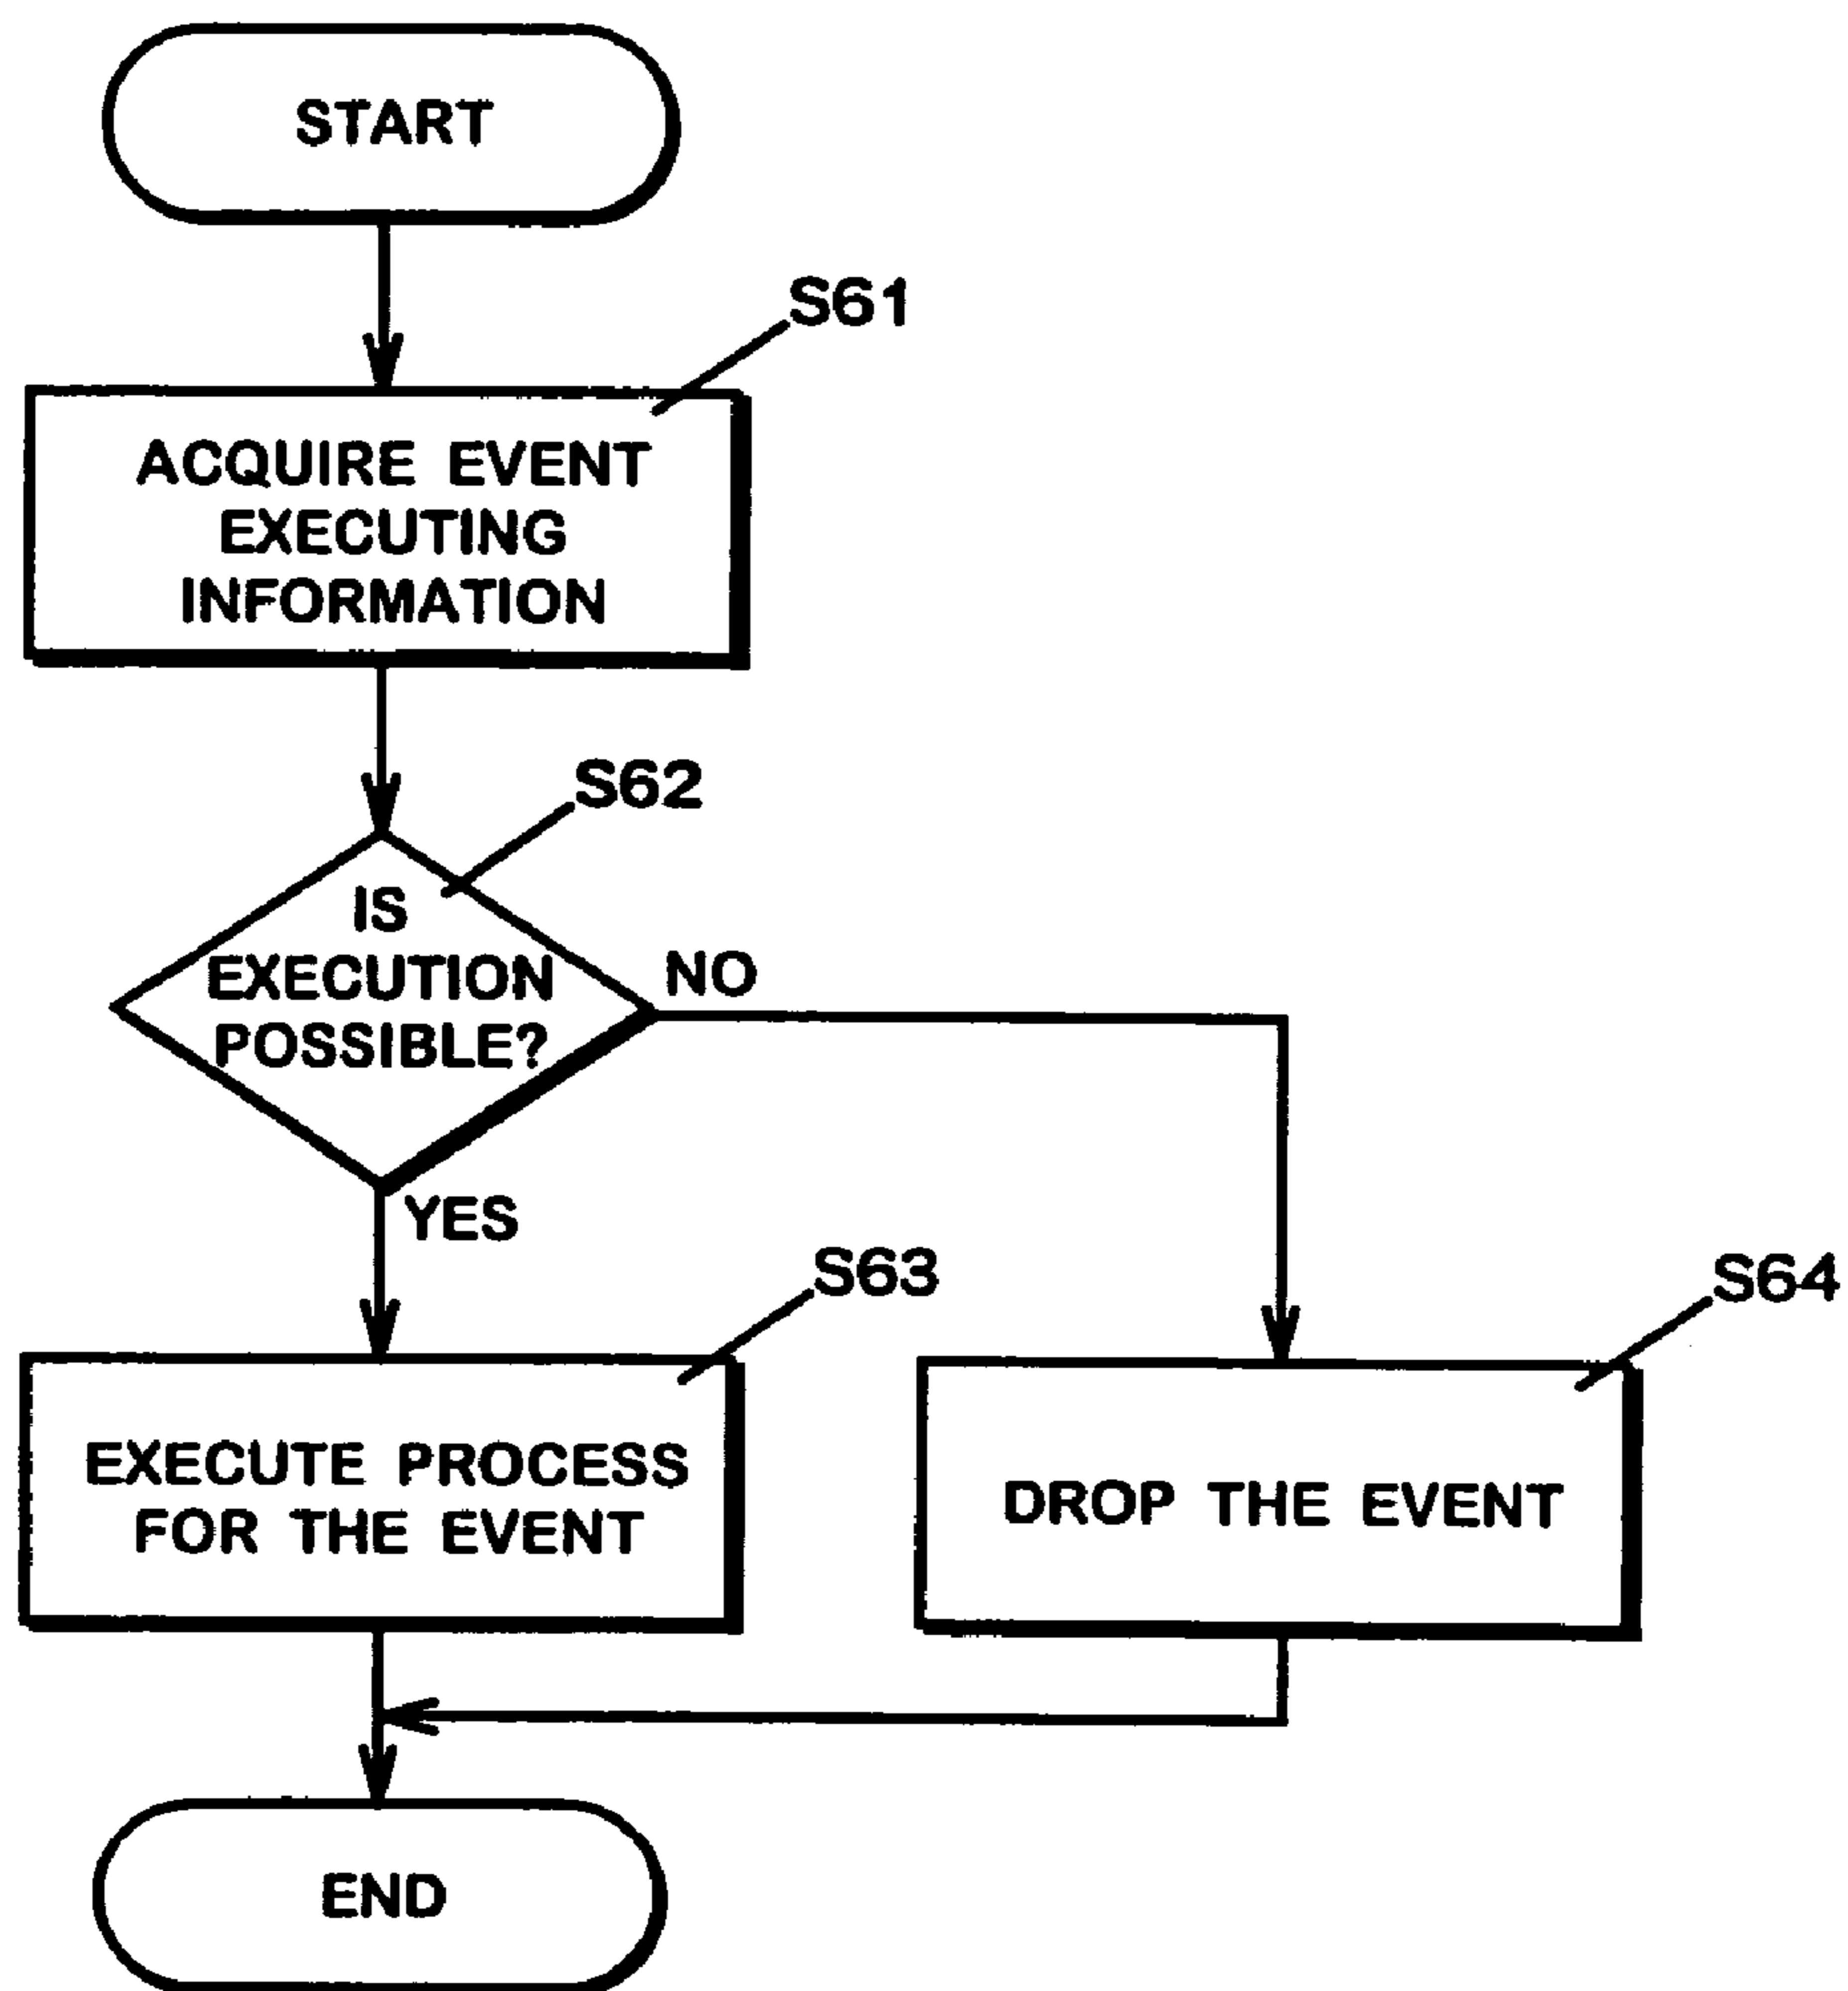 START
S61
ACQUIRE EVENT
EXECUTING
INFORMATION
S62
IS
EXECUTION
POSSIBLE?
NO
YES
S63
S64
EXECUTE PROCESS
FOR THE EVENT
DROP THE EVENT
END